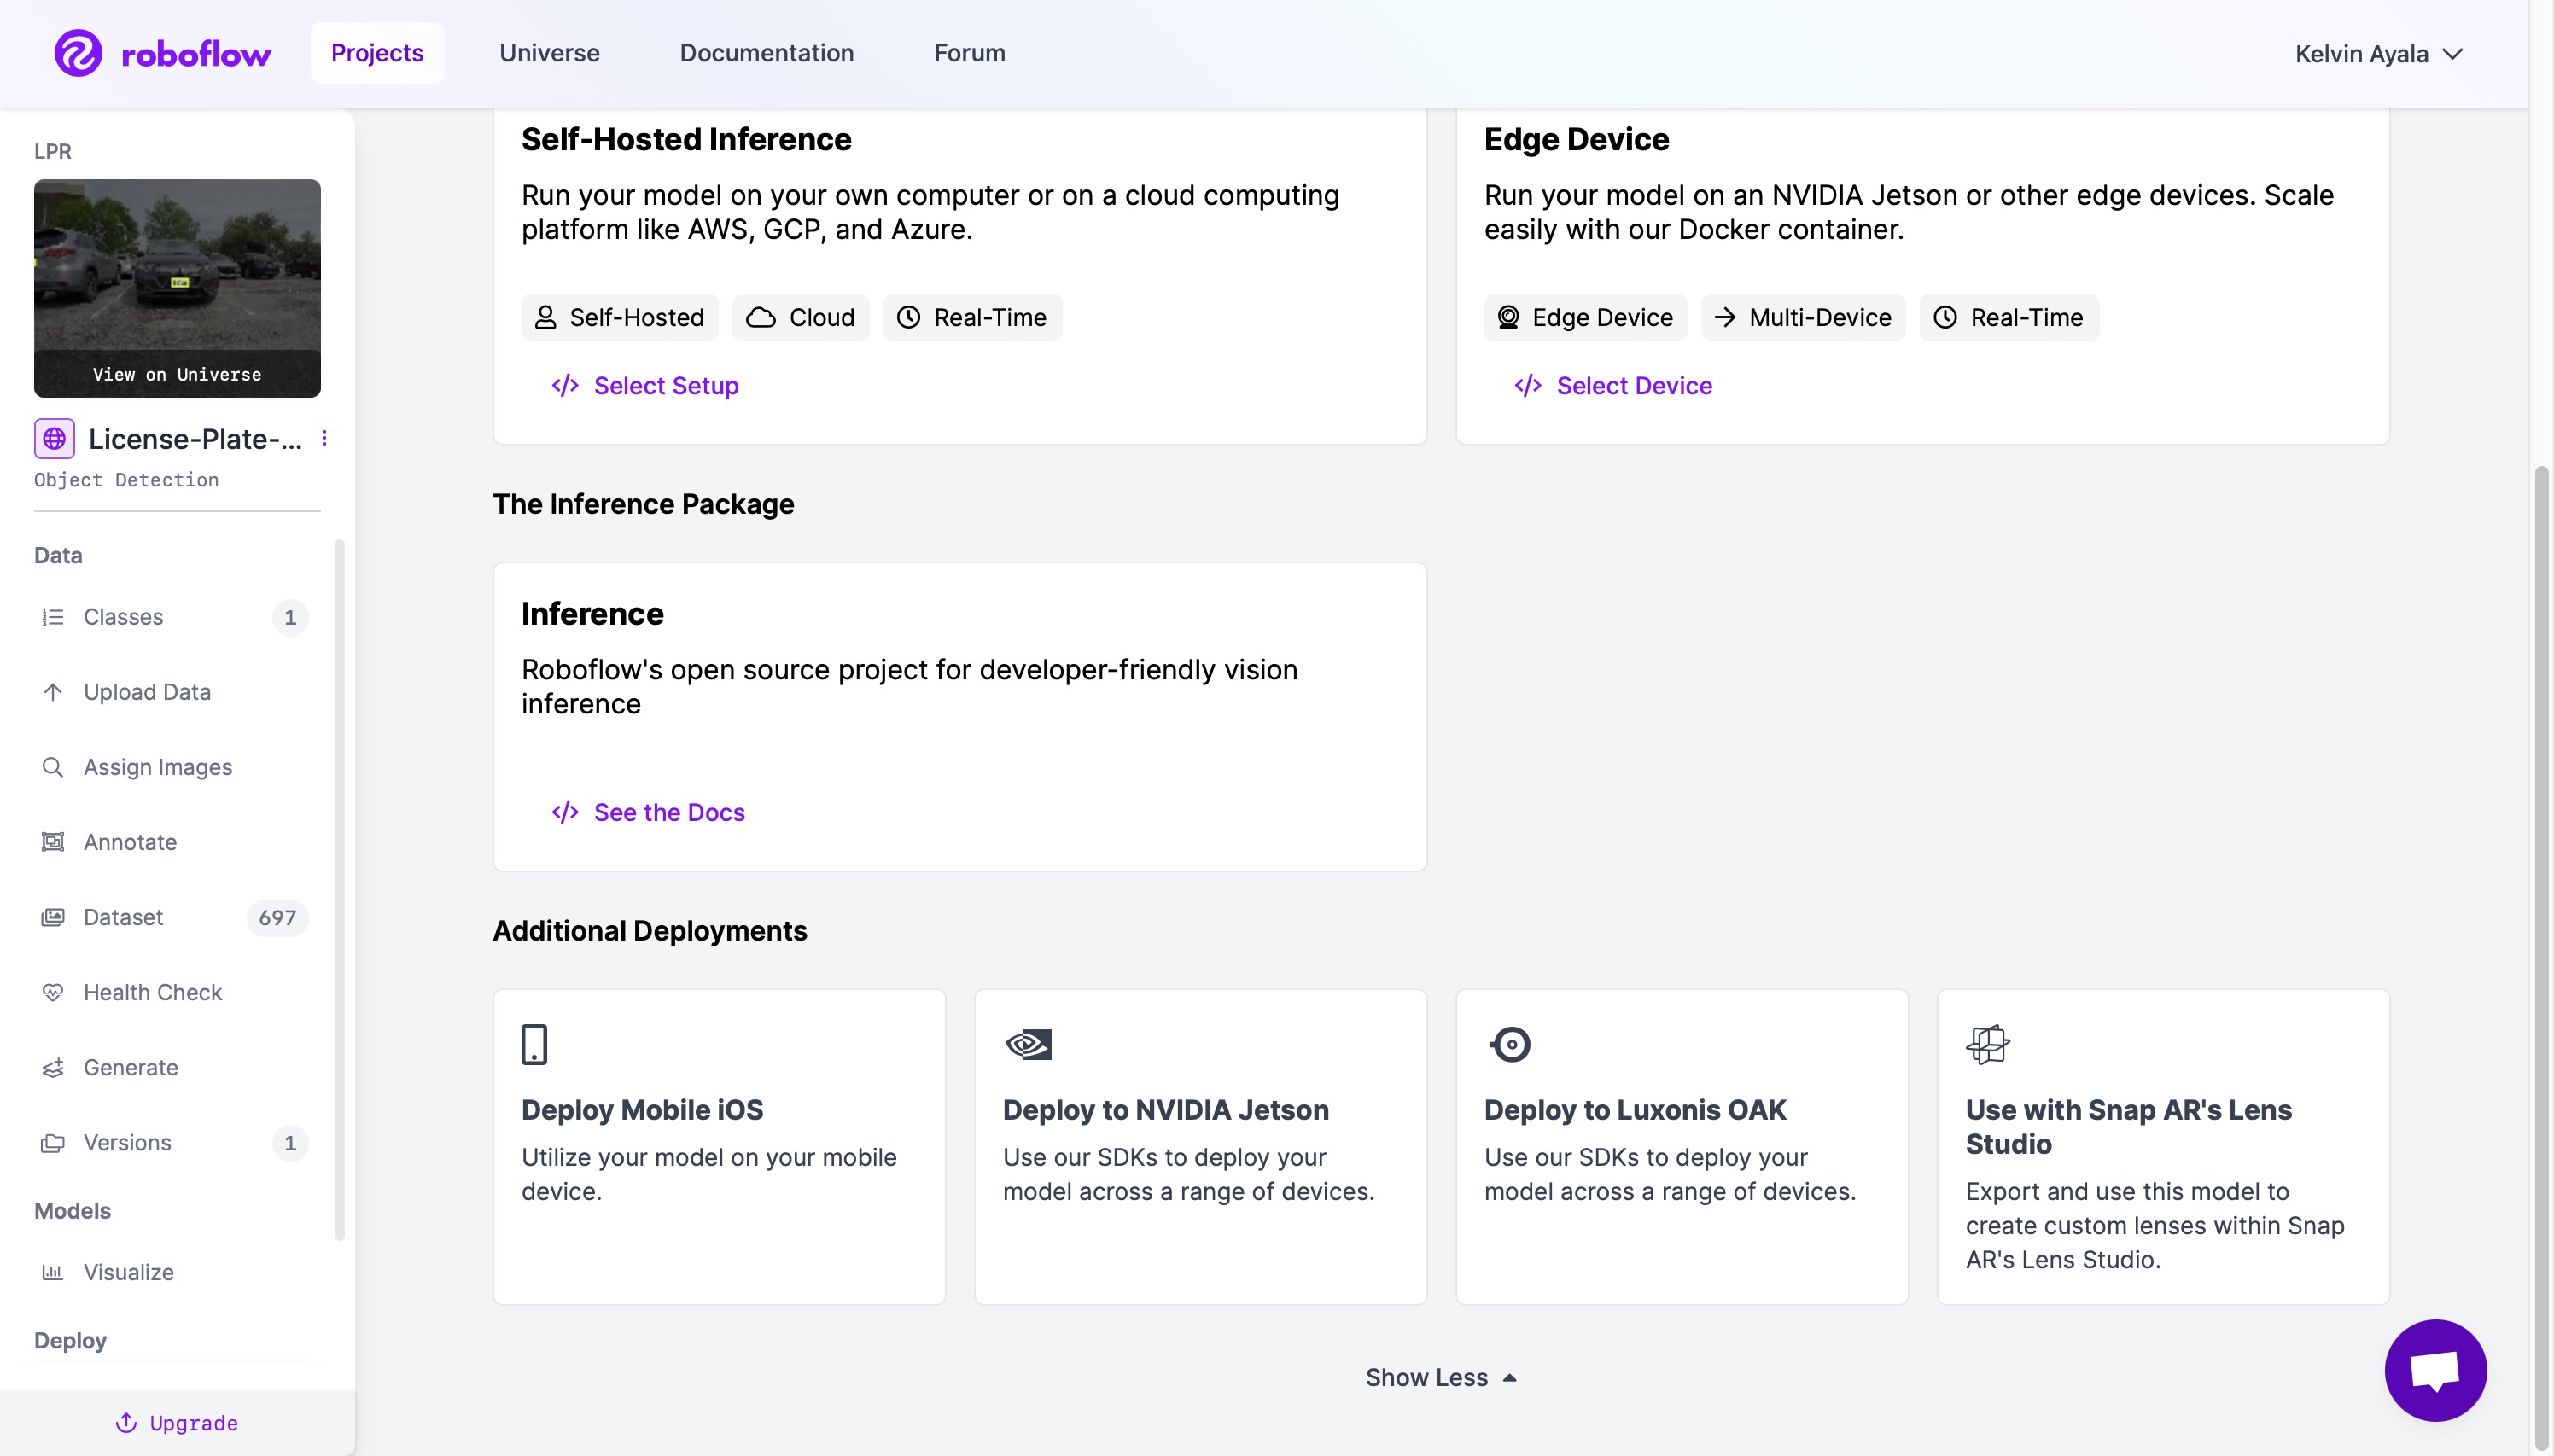 roboflow
Projects
Universe
Documentation
Forum
Kelvin Ayala
LPR
View on Universe
License-Plate-...
Object Detection
Data
Classes
1
Upload Data
Assign Images
Annotate
Dataset
697
Health Check
Generate
Versions
1
Models
Visualize
Deploy
Upgrade
Self-Hosted Inference
Run your model on your own computer or on a cloud computing
platform like AWS, GCP, and Azure.
Self-Hosted
Cloud
Real-Time
</> Select Setup
Edge Device
Run your model on an NVIDIA Jetson or other edge devices. Scale
easily with our Docker container.
Edge Device
Multi-Device
Real-Time
</> Select Device
The Inference Package
Inference
Roboflow's open source project for developer-friendly vision
inference
</> See the Docs
Additional Deployments
Deploy Mobile iOS
Utilize your model on your mobile
device.
Deploy to NVIDIA Jetson
Use our SDKs to deploy your
model across a range of devices.
Deploy to Luxonis OAK
Use our SDKs to deploy your
model across a range of devices.
Use with Snap AR's Lens
Studio
Export and use this model to
create custom lenses within Snap
AR's Lens Studio.
Show Less